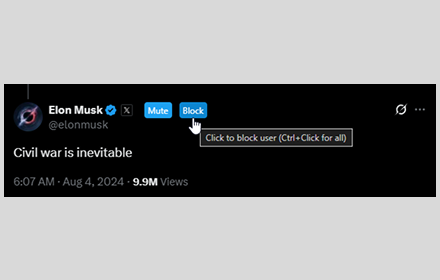 Elon Musk X Mute Block
@elonmusk
Click to block user (Ctrl+Click for all)
Civil war is inevitable
6:07 AM · Aug 4, 2024 · 9.9M Views